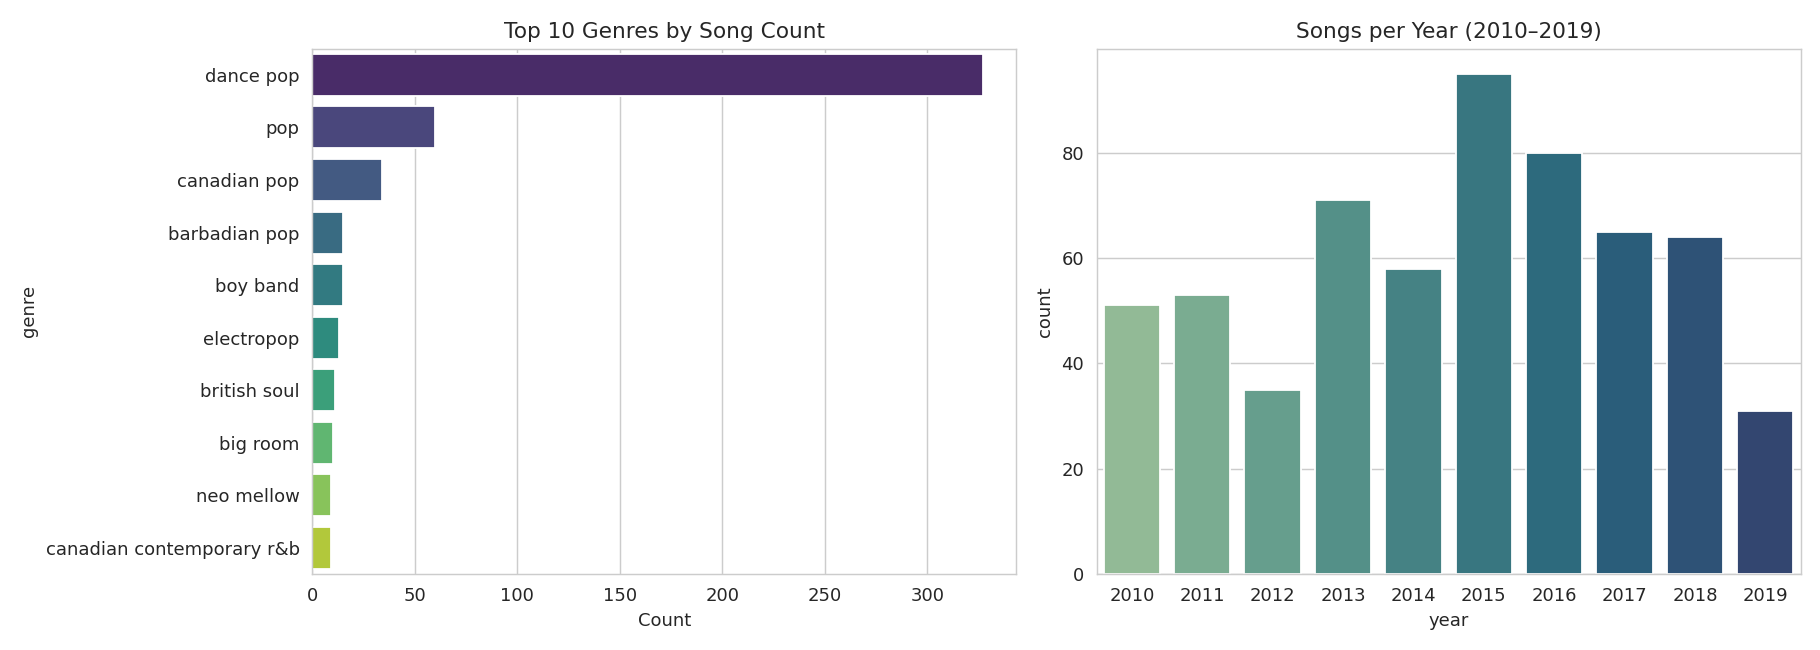 Top 10 Genres by Song Count
genre
dance pop
pop
canadian pop
barbadian pop
boy band
electropop
british soul
big room
neo mellow
canadian contemporary r&b
0 50 100 150 200 250 300
Count
Songs per Year (2010–2019)
count
80
60
40
20
0
2010 2011 2012 2013 2014 2015 2016 2017 2018 2019
year